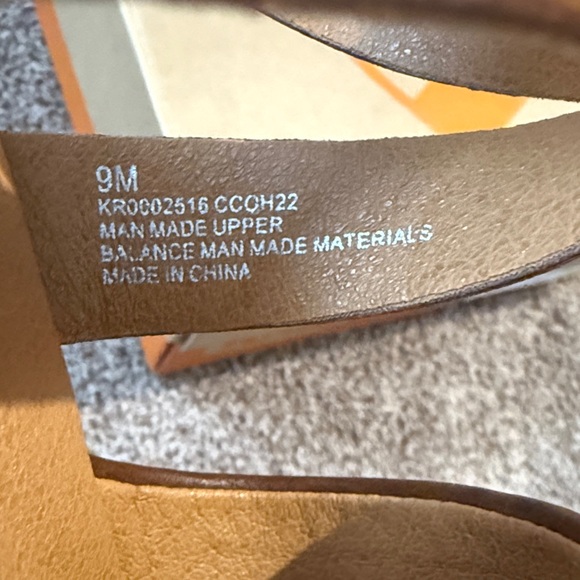 9M
KR0002516 CCOH22
MAN MADE UPPER
BALANCE MAN MADE MATERIALS
MADE IN CHINA